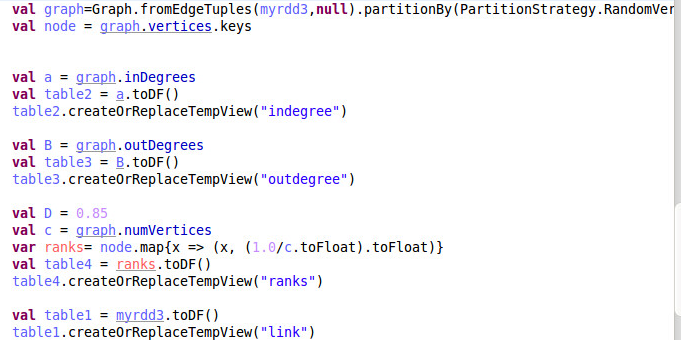 val graph=Graph.fromEdgeTuples(myrdd3,null).partitionBy(PartitionStrategy.RandomVer
val node = graph.vertices.keys
val a = graph.inDegrees
val table2 = a.toDF()
table2.createOrReplaceTempView("indegree")
val B = graph.outDegrees
val table3 = B.toDF()
table3.createOrReplaceTempView("outdegree")
val D = 0.85
val c = graph.numVertices
var ranks= node.map{x => (x, (1.0/c.toFloat).toFloat)}
val table4 = ranks.toDF()
table4.createOrReplaceTempView("ranks")
val table1 = myrdd3.toDF()
table1.createOrReplaceTempView("link")